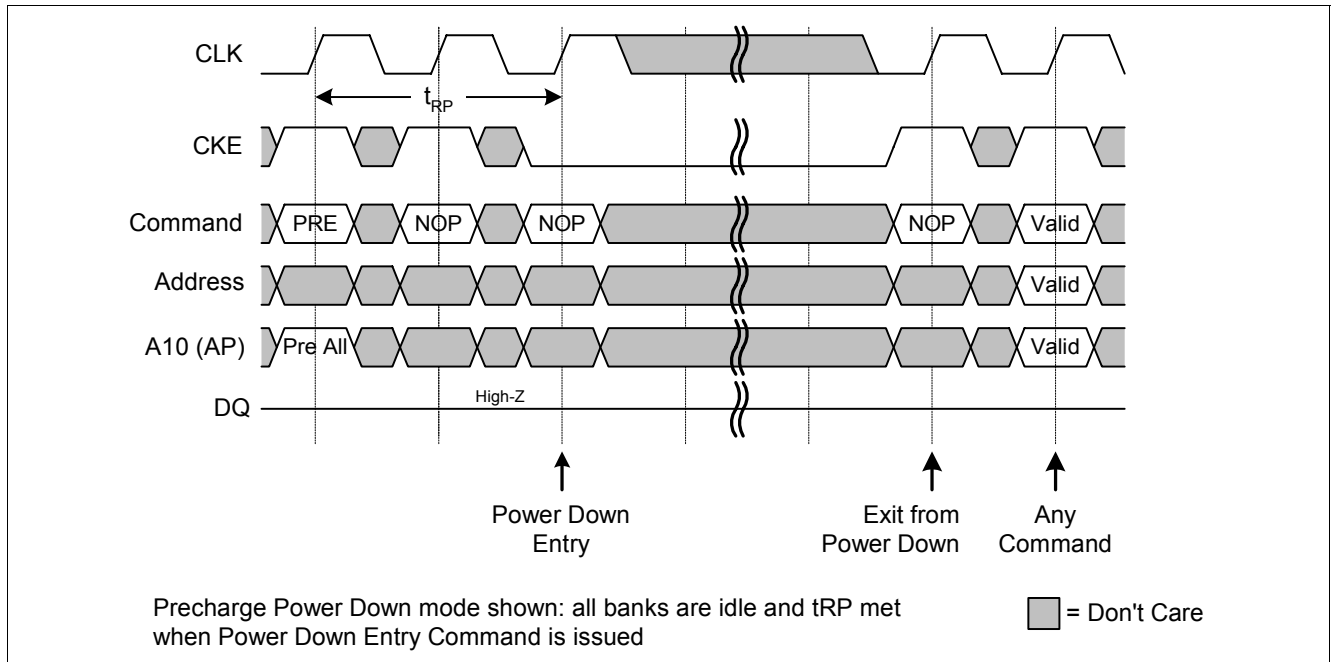 CLK
tRP
CKE
Command PRE NOP NOP NOP Valid
Address Valid
A10 (AP) Pre All Valid
High-Z
DQ
Power Down Entry
Exit from Power Down
Any Command
Precharge Power Down mode shown: all banks are idle and tRP met
when Power Down Entry Command is issued
= Don't Care